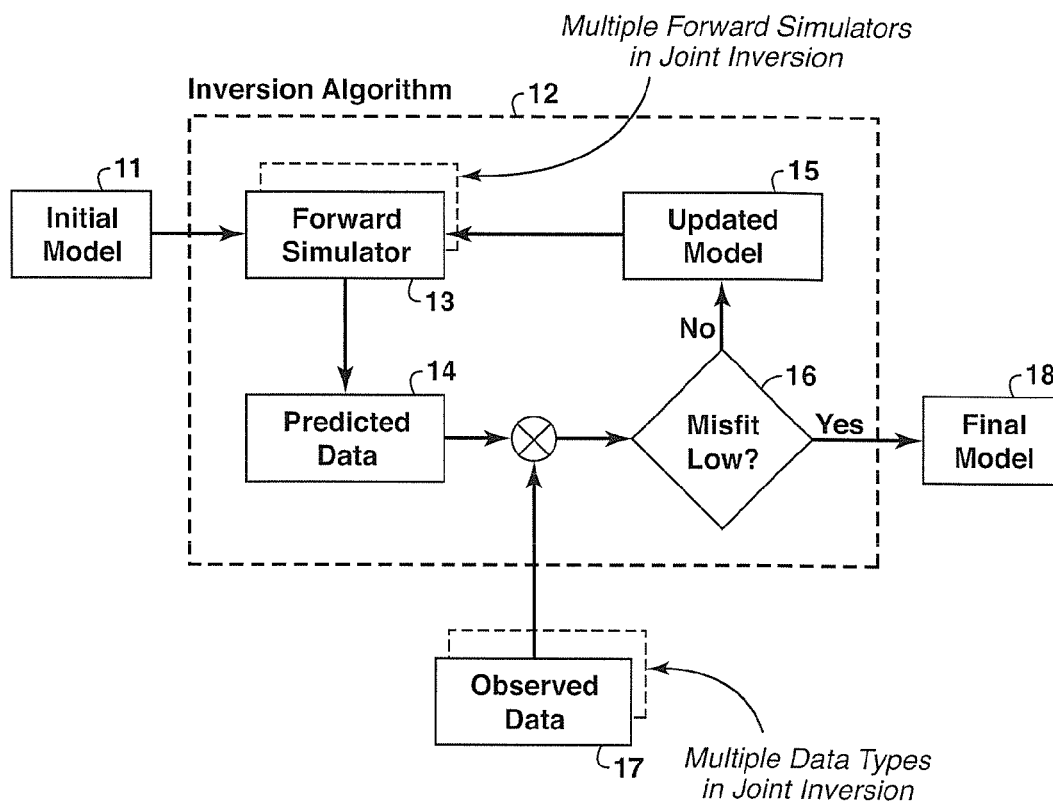 Multiple Forward Simulators
in Joint Inversion
Inversion Algorithm
12
11
Initial
Model
Forward
Simulator
13
15
Updated
Model
No
14
Predicted
Data
16
Misfit
Low?
Yes
18
Final
Model
Observed
Data
17
Multiple Data Types
in Joint Inversion